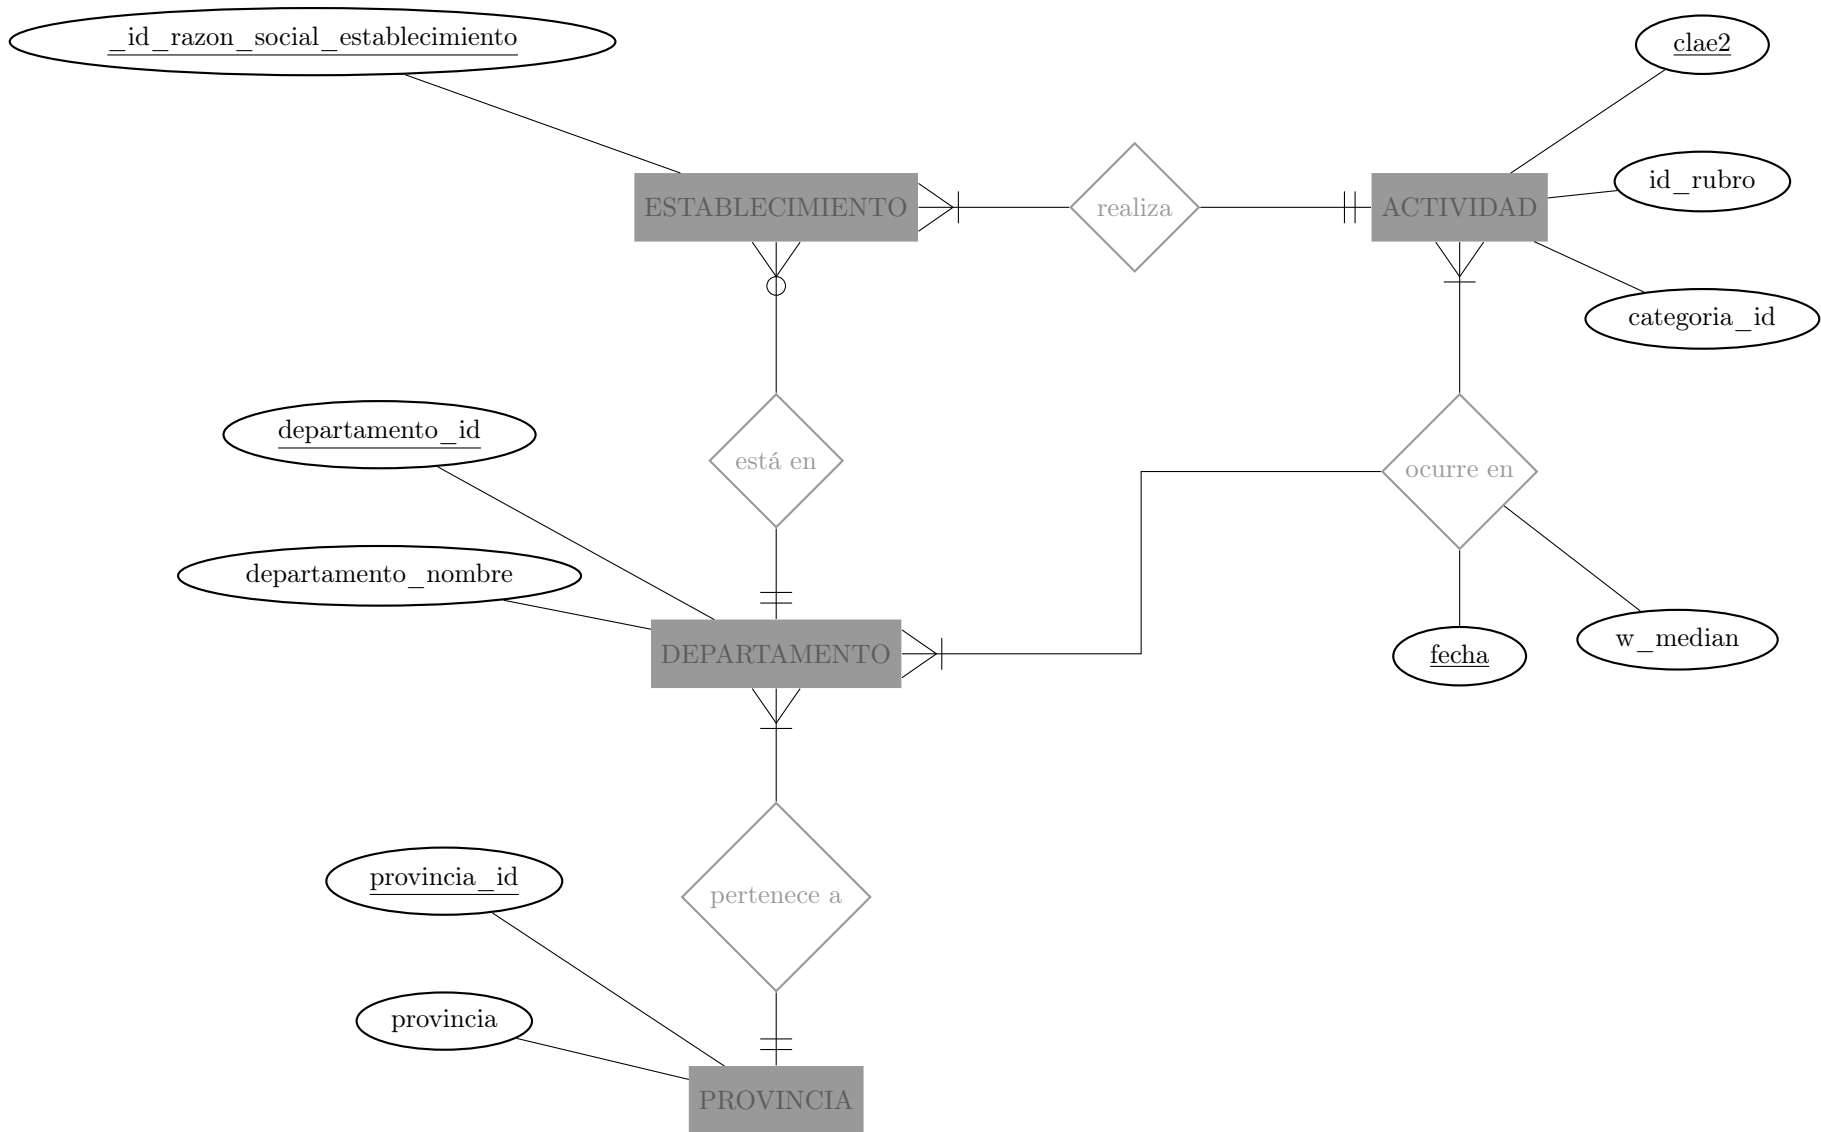 _id_razon_social_establecimiento
clae2
id_rubro
ESTABLECIMIENTO
realiza
ACTIVIDAD
categoria_id
departamento_id
está en
ocurre en
departamento_nombre
DEPARTAMENTO
fecha
w_median
provincia_id
pertenece a
provincia
PROVINCIA